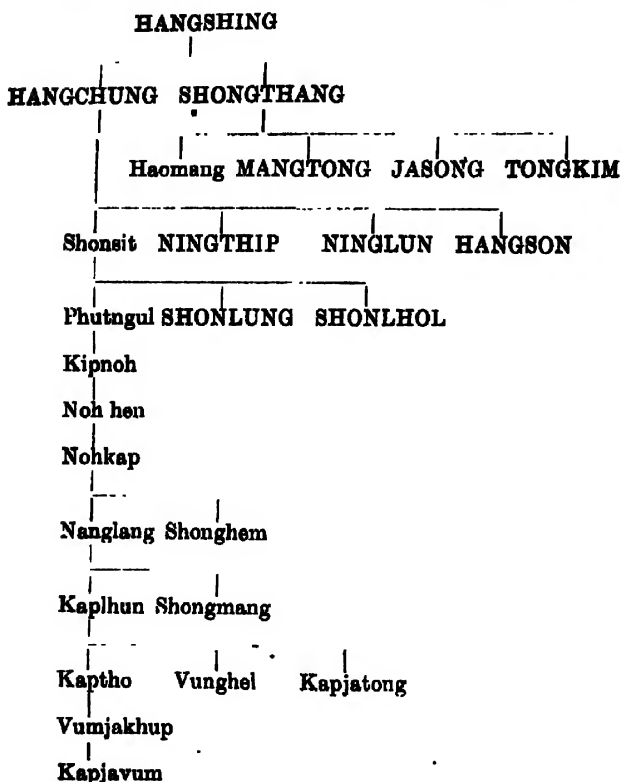 HANGSHING
HANGCHUNG SHONGTHANG
Haomang MANGTONG JASONG TONGKIM
Shonsit NINGTHIP NINGLUN HANGSON
Phutngul SHONLUNG SHONLHOL
Kipnoh
Noh hen
Nohkap
Nanglang Shonghem
Kaplhun Shongmang
Kaptho Vunghel Kapjatong
Vumjakhup
Kapjavum